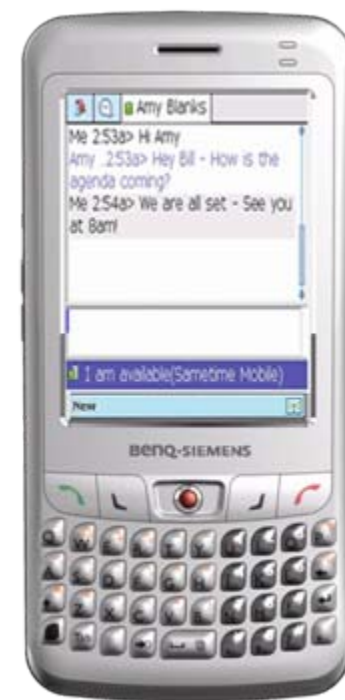 Amy Blanks
Me 2:53a> Hi Amy
Amy .2:53a> Hey Bill - How is the
agenda coming?
Me 2:54a> We are all set - See you
at 8am!
I am available(Sametime Mobile)
New
BenQ-SIEMENS